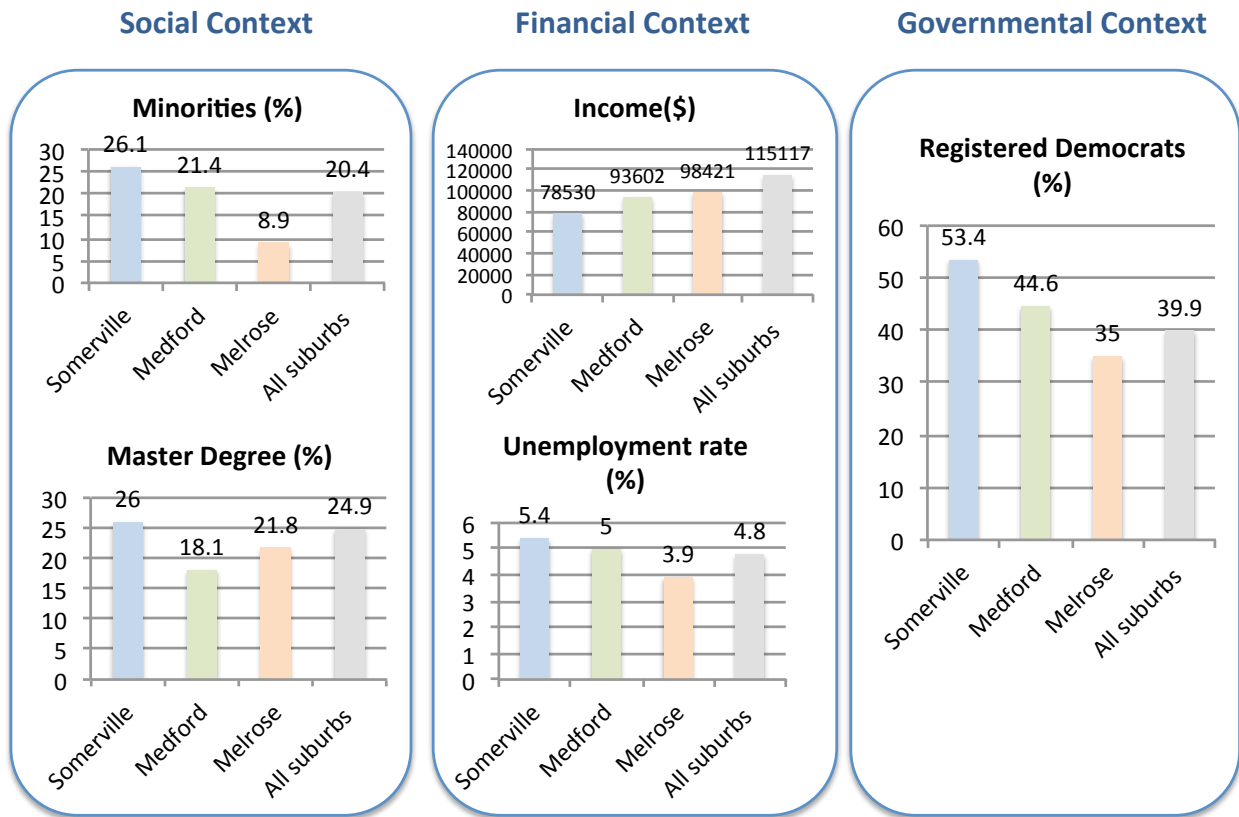 Social Context
Minorities (%)
30
25
20
15
10
5
0
26.1
21.4
8.9
20.4
Somerville
Medford
Melrose
All suburbs
Master Degree (%)
30
25
20
15
10
5
0
26
18.1
21.8
24.9
Somerville
Medford
Melrose
All suburbs
Financial Context
Income($)
140000
120000
100000
80000
60000
40000
20000
0
78530
93602
98421
115117
Somerville
Medford
Melrose
All suburbs
Unemployment rate
(%)
6
5
4
3
2
1
0
5.4
5
3.9
4.8
Somerville
Medford
Melrose
All suburbs
Governmental Context
Registered Democrats
(%)
60
50
40
30
20
10
0
53.4
44.6
35
39.9
Somerville
Medford
Melrose
All suburbs